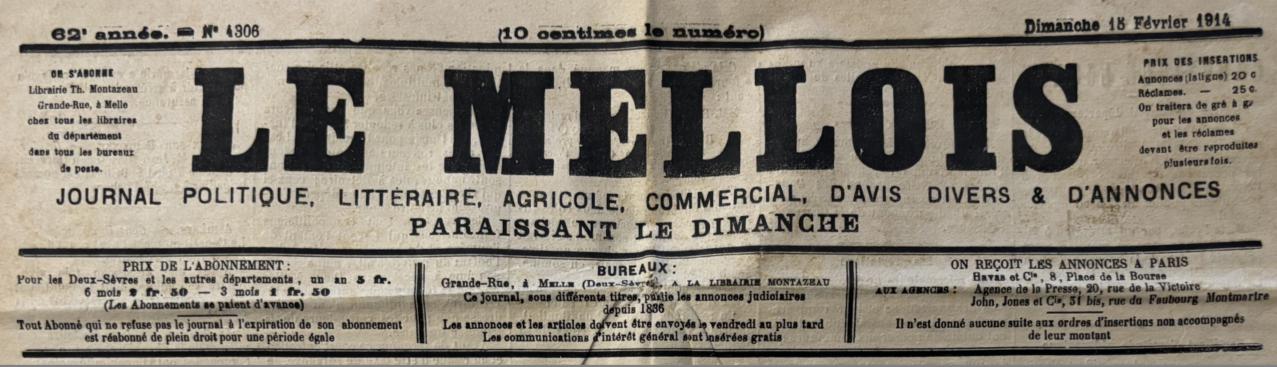 62ᵉ année. — Nº 4306
(10 centimes le numéro)
Dimanche 15 Février 1914
ON S'ABONNE
Librairie Th. Montazeau
Grande-Rue, à Melle
chez tous les libraires
du département
dans tous les bureaux
de poste.
LE MELLOIS
PRIX DES INSERTIONS
Annonces (la ligne) 20 c
Réclames. — 25 c.
On traitera de gré à gr
pour les annonces
et les réclames
devant être reproduites
plusieurs fois.
JOURNAL POLITIQUE, LITTÉRAIRE, AGRICOLE, COMMERCIAL, D'AVIS DIVERS & D'ANNONCES
PARAISSANT LE DIMANCHE
PRIX DE L'ABONNEMENT :
Pour les Deux-Sèvres et les autres départements, un an 5 fr.
6 mois 2 fr. 50 — 3 mois 1 fr. 50
(Les Abonnements se paient d'avance)
Tout Abonné qui ne refuse pas le journal à l'expiration de son abonnement
est réabonné de plein droit pour une période égale
BUREAUX :
Grande-Rue, à MELLE (Deux-Sèvres), A LA LIBRAIRIE MONTAZEAU
Ce journal, sous différents titres, publie les annonces judiciaires
depuis 1836
Les annonces et les articles doivent être envoyés le vendredi au plus tard
Les communications d'intérêt général sont insérées gratis
ON REÇOIT LES ANNONCES A PARIS
Havas et Cie, 8, Place de la Bourse
AUX AGENCES : Agence de la Presse, 20, rue de la Victoire
John, Jones et Cie, 31 bis, rue du Faubourg Montmartre
Il n'est donné aucune suite aux ordres d'insertions non accompagnés
de leur montant